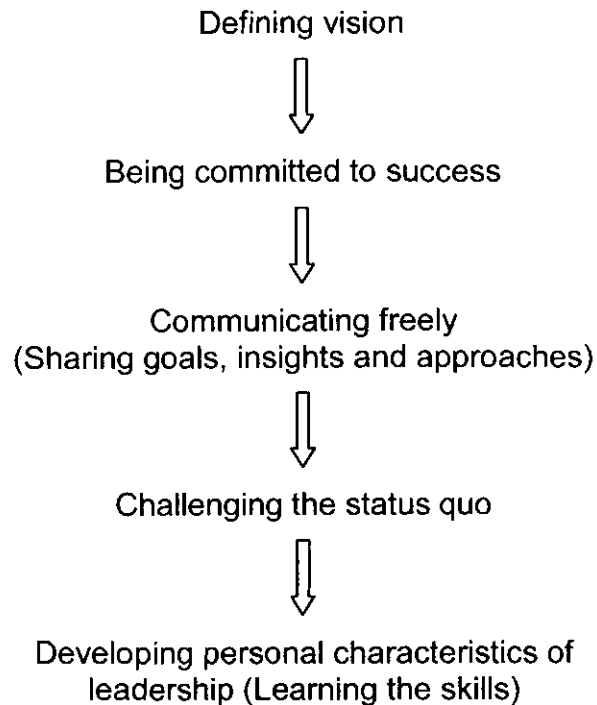 Defining vision
Being committed to success
Communicating freely
(Sharing goals, insights and approaches)
Challenging the status quo
Developing personal characteristics of
leadership (Learning the skills)